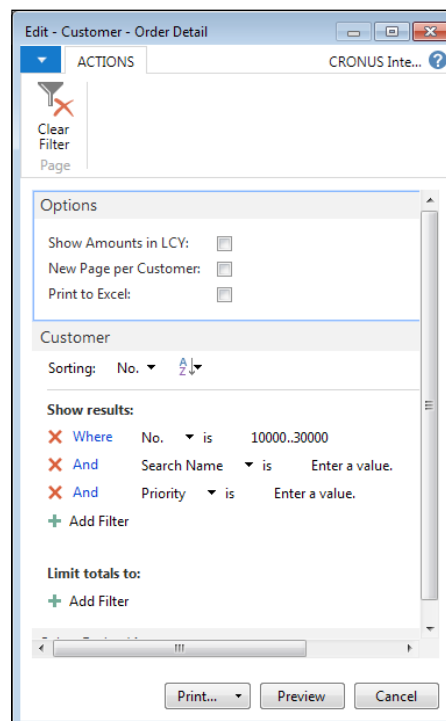 Edit - Customer - Order Detail
ACTIONS
CRONUS Inte...
Clear
Filter
Page
Options
Show Amounts in LCY:
New Page per Customer:
Print to Excel:
Customer
Sorting: No.
Show results:
Where No. is 10000..30000
And Search Name is Enter a value.
And Priority is Enter a value.
Add Filter
Limit totals to:
Add Filter
Print... Preview Cancel